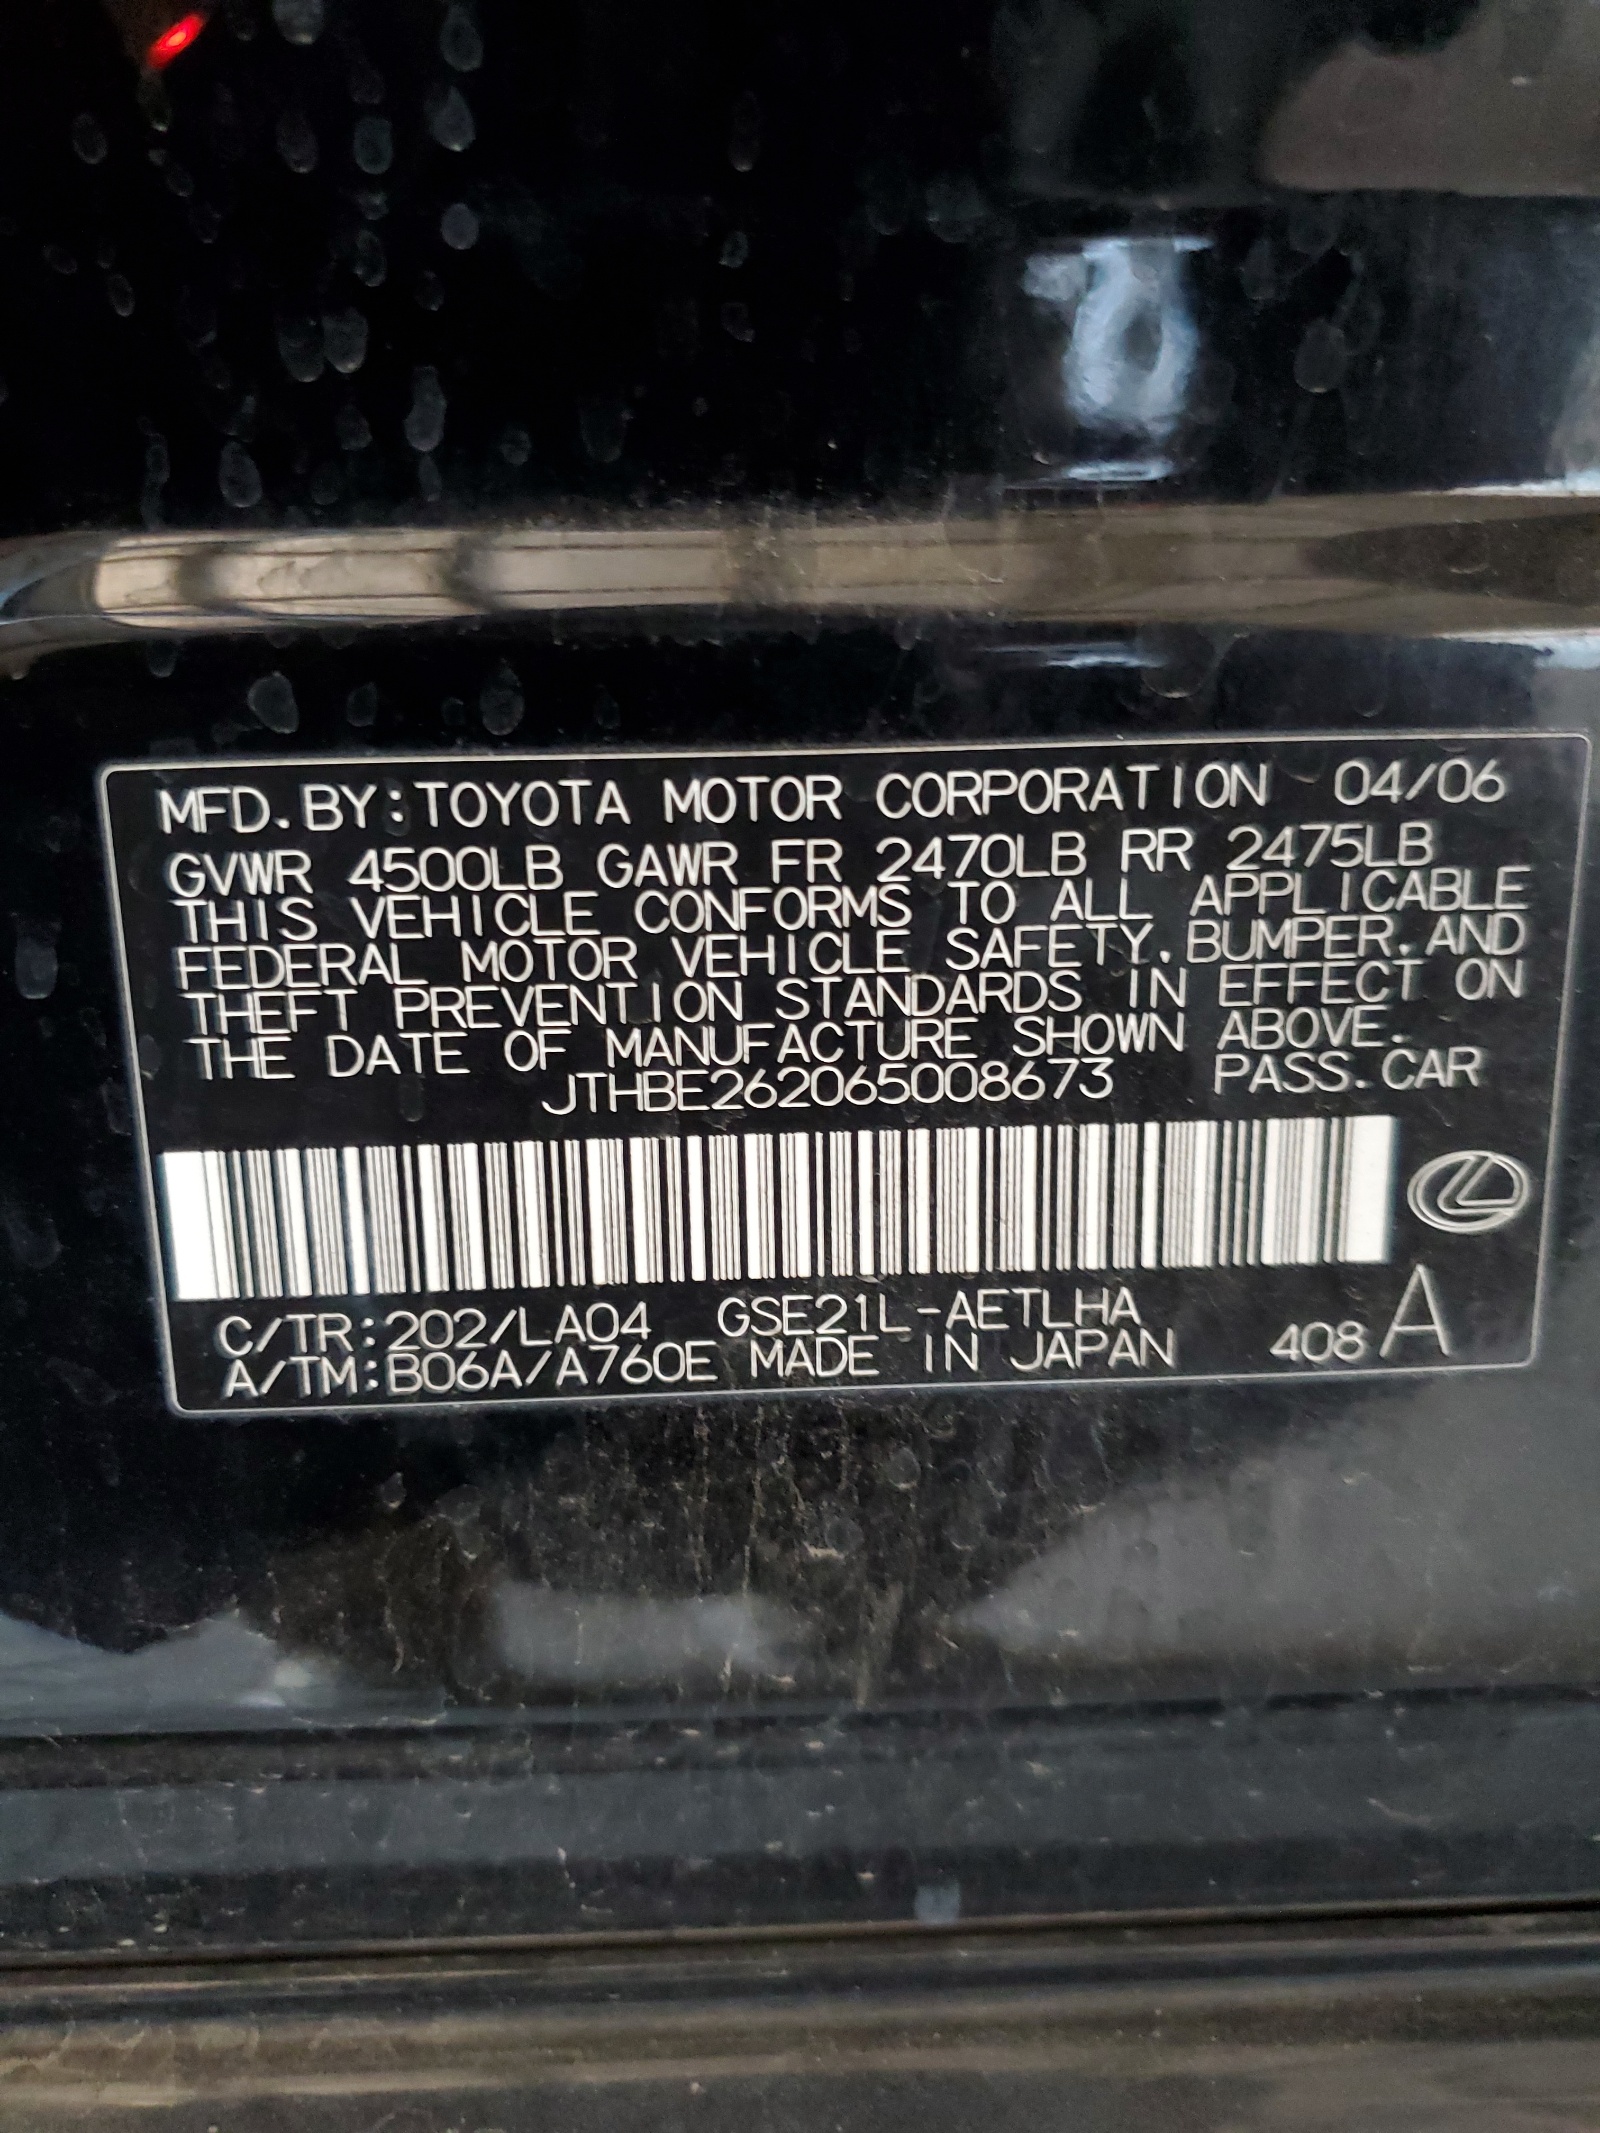 MFD.BY:TOYOTA MOTOR CORPORATION 04/06
GVWR 4500LB GAWR FR 2470LB RR 2475LB
THIS VEHICLE CONFORMS TO ALL APPLICABLE
FEDERAL MOTOR VEHICLE SAFETY, BUMPER, AND
THEFT PREVENTION STANDARDS IN EFFECT ON
THE DATE OF MANUFACTURE SHOWN ABOVE.
JTHBE262065008673 PASS.CAR
C/TR:202/LA04 GSE21L-AETLHA
A/TM:B06A/A760E MADE IN JAPAN 408 A